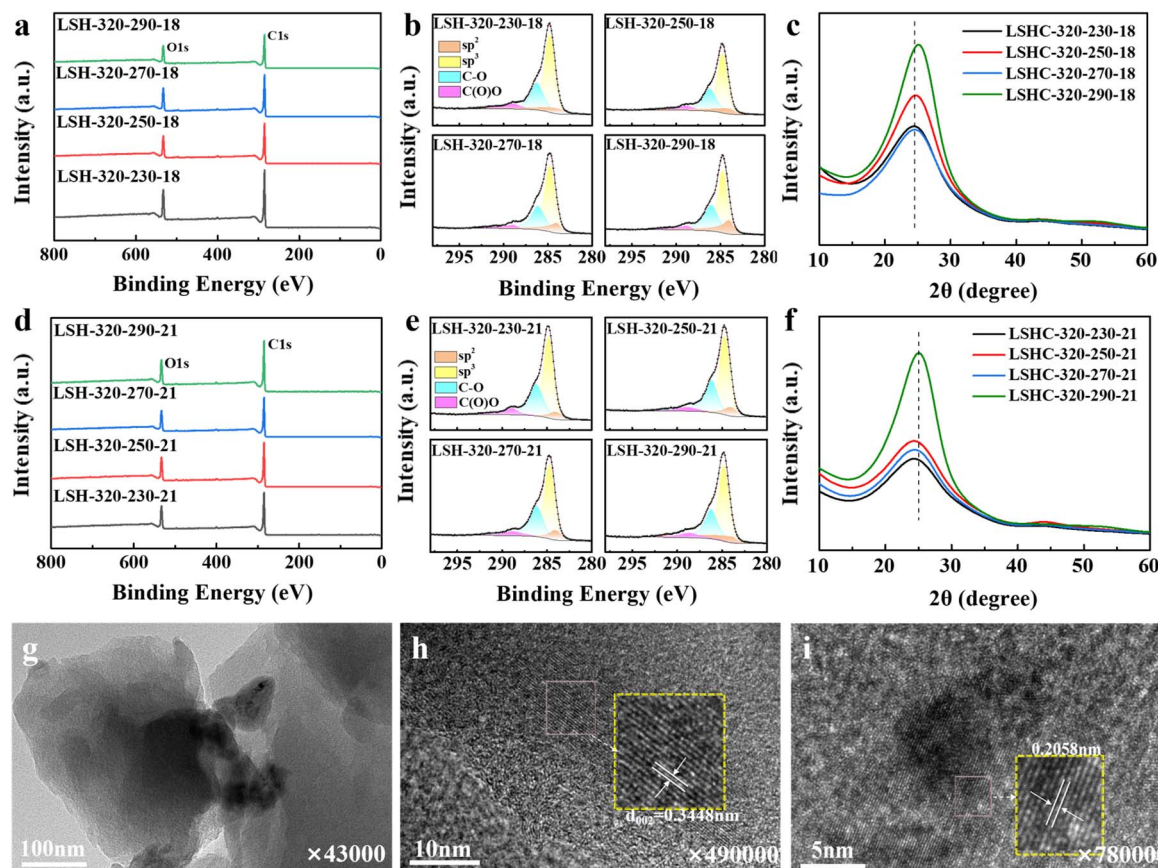 a
LSH-320-290-18
O1s
C1s
LSH-320-270-18
LSH-320-250-18
LSH-320-230-18
Intensity (a.u.)
800 600 400 200 0
Binding Energy (eV)
b
LSH-320-230-18
sp²
sp³
C-O
C(O)O
LSH-320-250-18
LSH-320-270-18
LSH-320-290-18
Intensity (a.u.)
295 290 285 280
295 290 285 280
Binding Energy (eV)
c
LSHC-320-230-18
LSHC-320-250-18
LSHC-320-270-18
LSHC-320-290-18
Intensity (a.u.)
10 20 30 40 50 60
2θ (degree)
d
LSH-320-290-21
O1s
C1s
LSH-320-270-21
LSH-320-250-21
LSH-320-230-21
Intensity (a.u.)
800 600 400 200 0
Binding Energy (eV)
e
LSH-320-230-21
sp²
sp³
C-O
C(O)O
LSH-320-250-21
LSH-320-270-21
LSH-320-290-21
Intensity (a.u.)
295 290 285 280
295 290 285 280
Binding Energy (eV)
f
LSHC-320-230-21
LSHC-320-250-21
LSHC-320-270-21
LSHC-320-290-21
Intensity (a.u.)
10 20 30 40 50 60
2θ (degree)
g
100nm
×43000
h
d₀₀₂=0.3448nm
10nm
×490000
i
0.2058nm
5nm
×780000